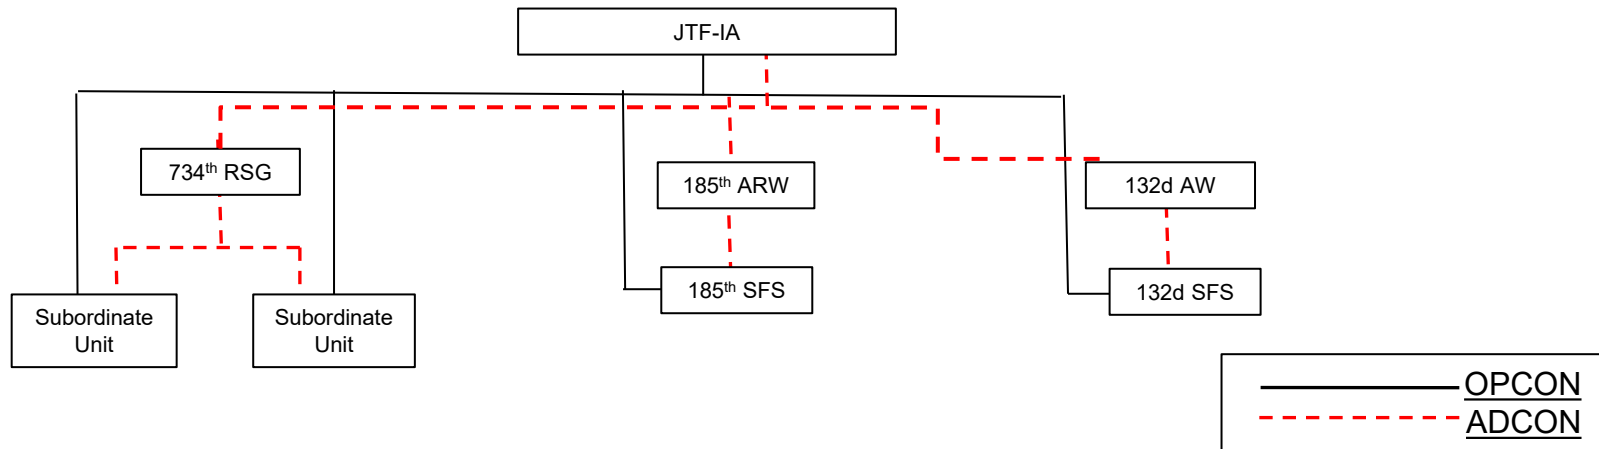 JTF-IA
734th RSG
185th ARW
132d AW
185th SFS
132d SFS
Subordinate
Unit
Subordinate
Unit
OPCON
ADCON